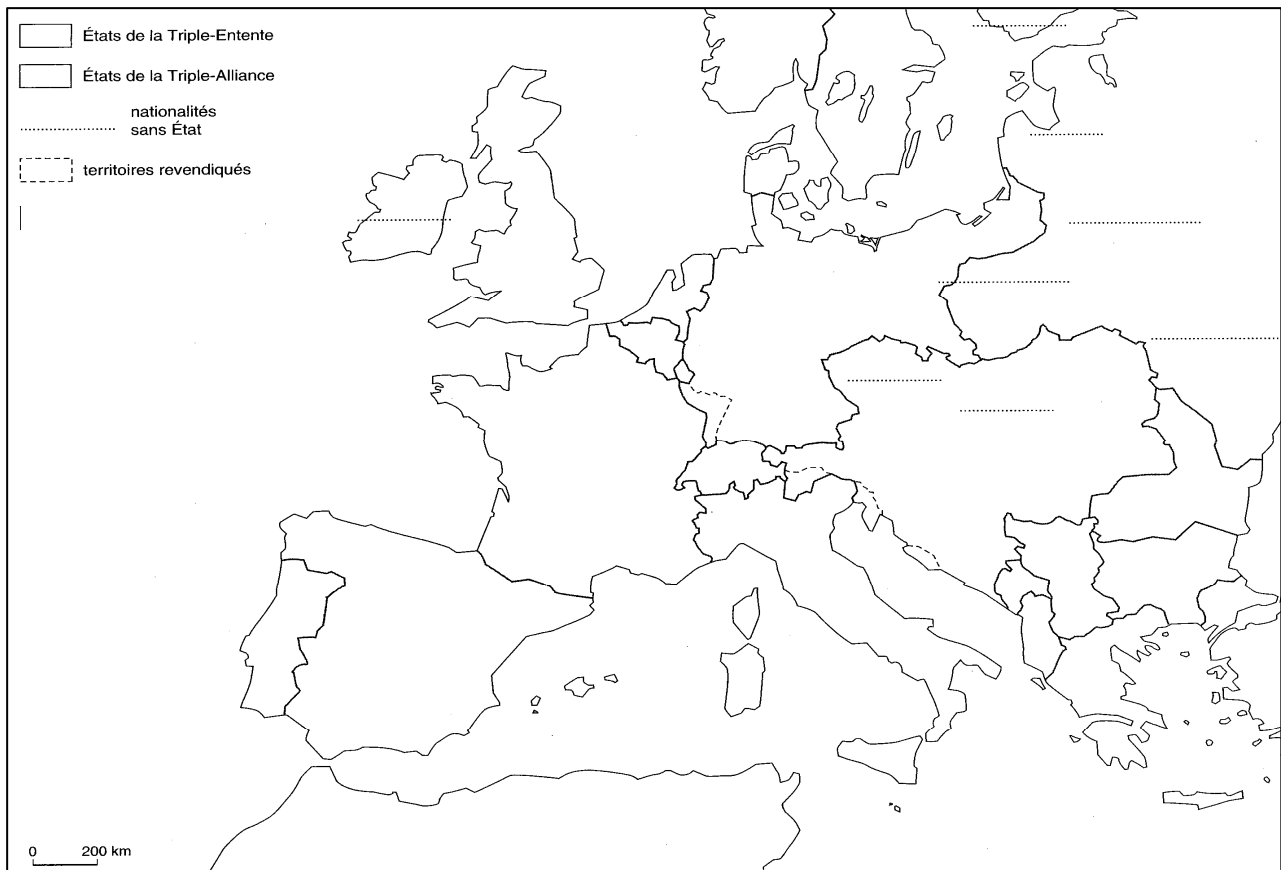 États de la Triple-Entente
États de la Triple-Alliance
nationalités
sans État
territoires revendiqués
0 200 km